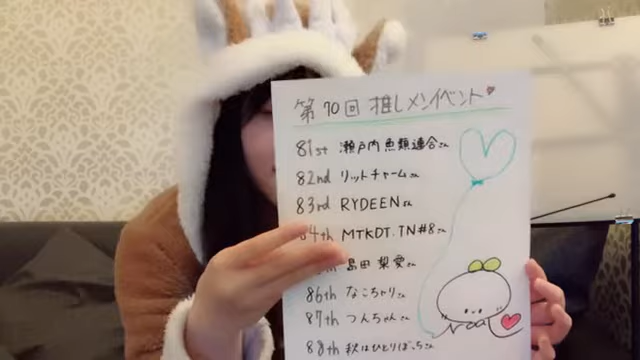 第70回 推しメンイベント
81st 瀬戸内魚類連合さん
82nd リットチャームさん
83rd RYDEENさん
84th MTKDT.TN#8さん
島田 梨愛さん
86th なこちゃりさん
87th つんちゃんさん
88th 秋はひとりぼっちさん